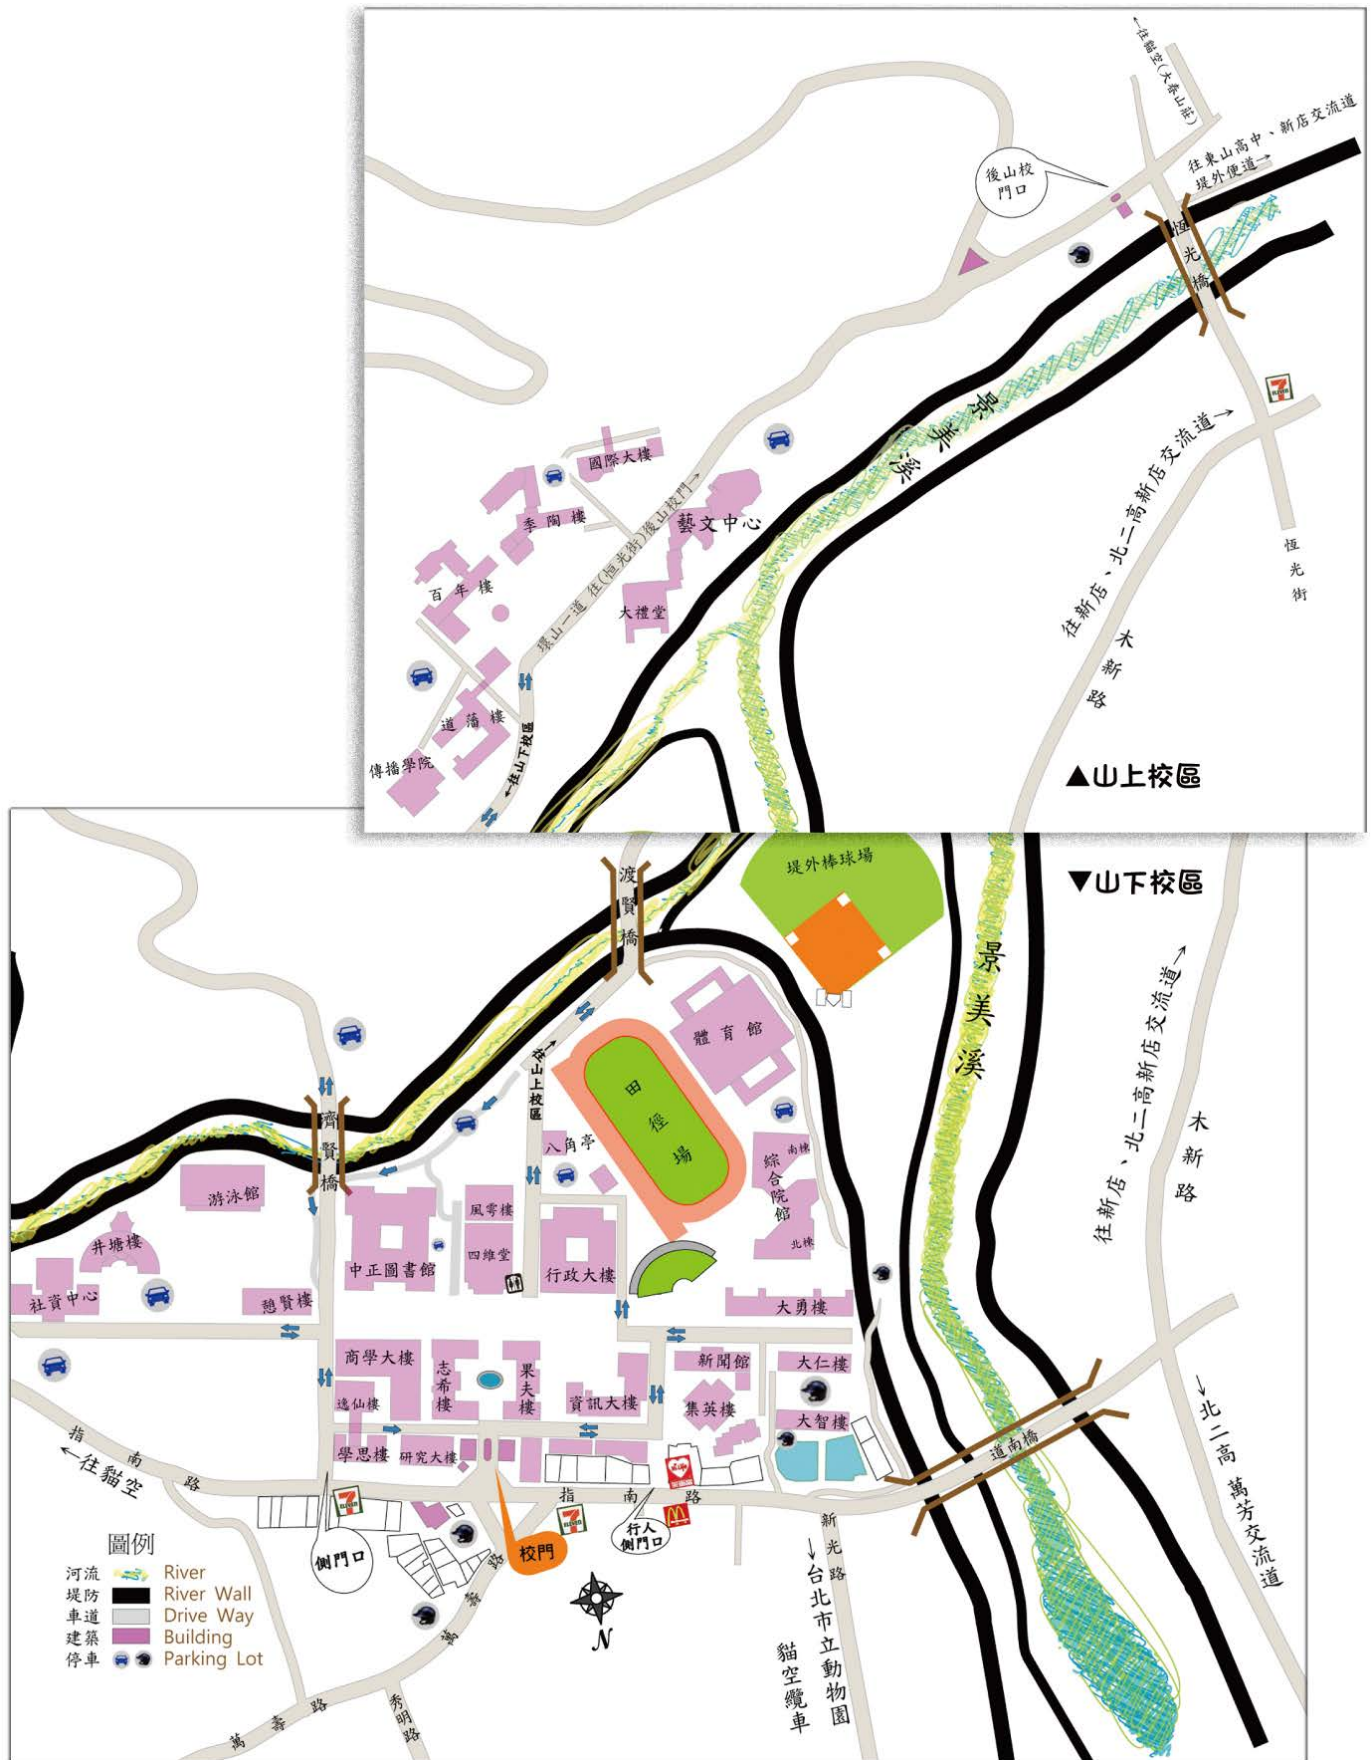 ←往貓空(大春山莊)
往東山高中、新店交流道
堤外便道→
後山校
門口
恆光橋
景美溪
往新店、北二高新店交流道→
恆光街
木新路
國際大樓
季陶樓
藝文中心
百年樓
大禮堂
環山一道 往(恒光街)後山校門→
道藩樓
←往山下校區
傳播學院
▲山上校區
▼山下校區
堤外棒球場
渡賢橋
景美溪
體育館
田徑場
往山上校區→
往新店、北二高新店交流道→
木新路
濟賢橋
八角亭
綜合院館
南棟
北棟
游泳館
井塘樓
風雩樓
四維堂
中正圖書館
行政大樓
社資中心
憩賢樓
大勇樓
商學大樓
志希樓
果夫樓
新聞館
大仁樓
逸仙樓
資訊大樓
集英樓
大智樓
學思樓
研究大樓
道南橋
指南路
←往貓空
指南路
7
ELEVEN
7
ELEVEN
7
ELEVEN
側門口
校門
行人
側門口
新光路
→台北市立動物園
貓空纜車
→北二高 萬芳交流道
萬壽路
萬壽路
秀明路
N
圖例
河流 River
堤防 River Wall
車道 Drive Way
建築 Building
停車 Parking Lot